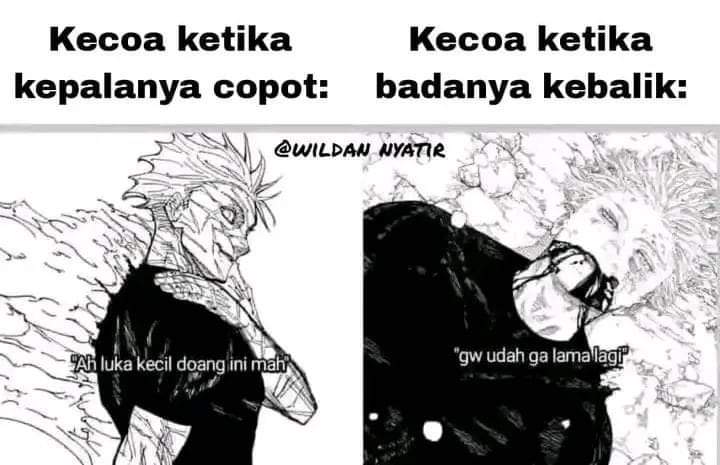 Kecoa ketika
kepalanya copot:
Kecoa ketika
badanya kebalik:
@WILDAN NYATIR
"Ah luka kecil doang ini mah"
"gw udah ga lama lagi"